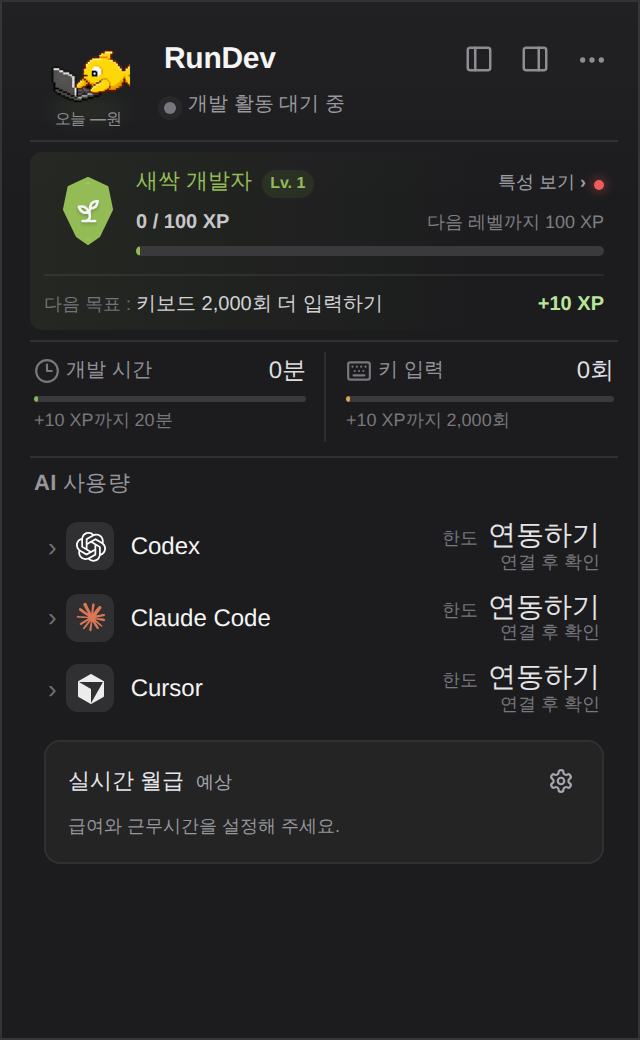 RunDev
개발 활동 대기 중
오늘 —원
새싹 개발자 Lv. 1 특성 보기 ›
0 / 100 XP 다음 레벨까지 100 XP
다음 목표 : 키보드 2,000회 더 입력하기 +10 XP
개발 시간 0분
+10 XP까지 20분
키 입력 0회
+10 XP까지 2,000회
AI 사용량
› Codex 한도 연동하기
연결 후 확인
› Claude Code 한도 연동하기
연결 후 확인
› Cursor 한도 연동하기
연결 후 확인
실시간 월급 예상
급여와 근무시간을 설정해 주세요.